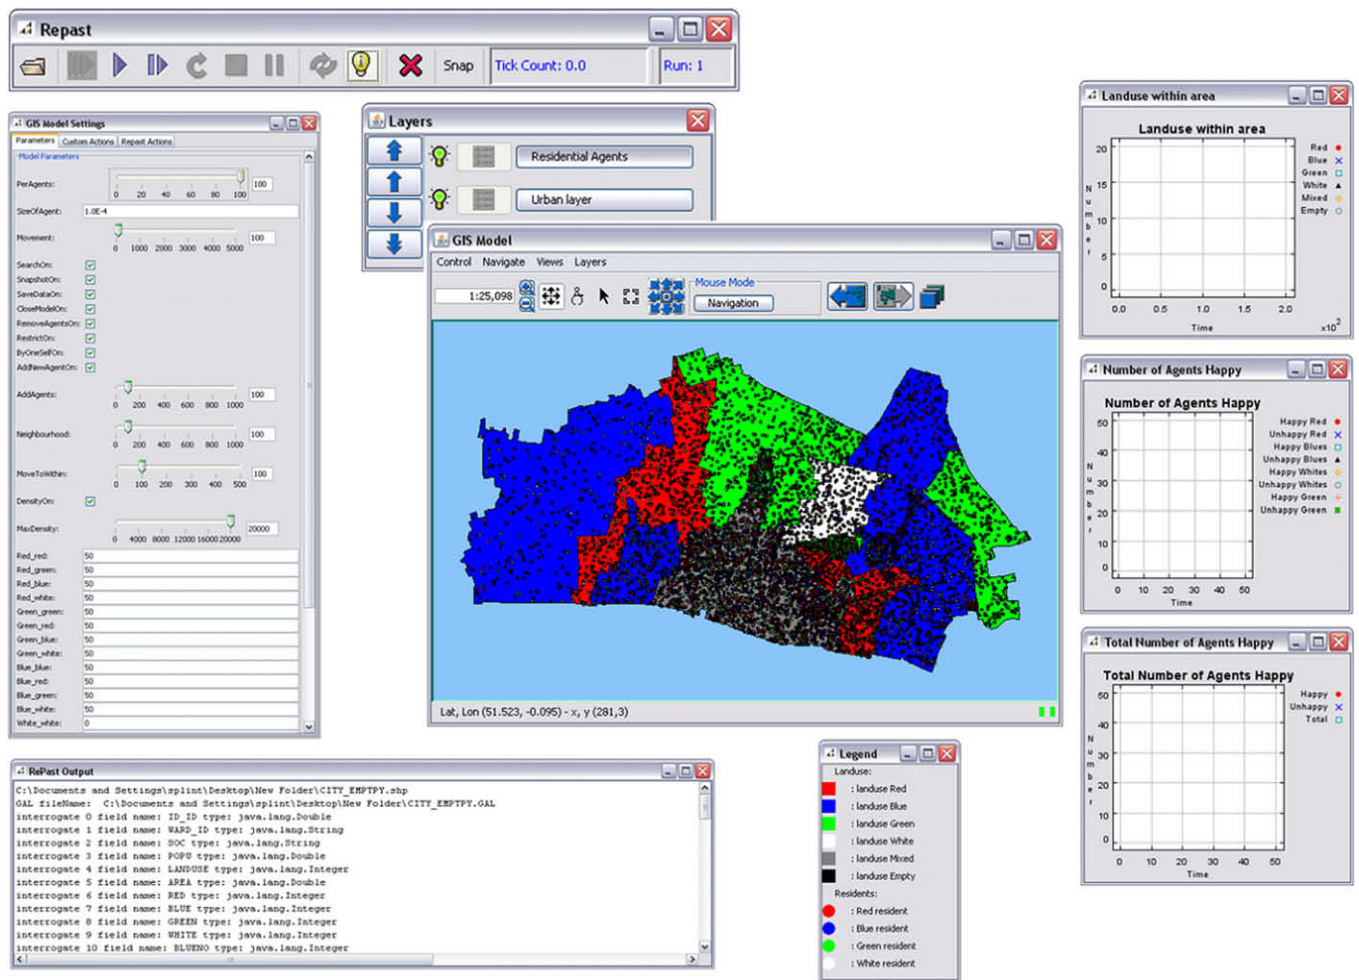 Repast
Snap
Tick Count: 0.0
Run: 1
GIS Model Settings
Parameters Custom Actions Repast Actions
Model Parameters
PerAgents:
100
0 20 40 60 80 100
SizeOfAgent:
1.0E-4
Movement:
100
0 1000 2000 3000 4000 5000
SearchOn:
SnapshotOn:
SaveDataOn:
CloseModelOn:
RemoveAgentsOn:
RestrictOn:
ByOneSelfOn:
AddNewAgentOn:
AddAgents:
100
0 200 400 600 800 1000
Neighbourhood:
100
0 200 400 600 800 1000
MoveToWithin:
100
0 100 200 300 400 500
DensityOn:
MaxDensity:
20000
0 4000 8000 12000 16000 20000
Red_red: 50
Red_green: 50
Red_blue: 50
Red_white: 50
Green_green: 50
Green_red: 50
Green_blue: 50
Green_white: 50
Blue_blue: 50
Blue_red: 50
Blue_green: 50
Blue_white: 50
White_white: 0
Layers
Residential Agents
Urban layer
GIS Model
Control Navigate Views Layers
1:25,098
Mouse Mode
Navigation
Lat, Lon (51.523, -0.095) - x, y (281,3)
Landuse within area
Landuse within area
Number
20
15
10
5
0
0.0 0.5 1.0 1.5 2.0
Time
x10²
Red
Blue
Green
White
Mixed
Empty
Number of Agents Happy
Number of Agents Happy
Number
50
40
30
20
10
0
0 10 20 30 40 50
Time
Happy Red
Unhappy Red
Happy Blues
Unhappy Blues
Happy Whites
Unhappy Whites
Happy Green
Unhappy Green
Total Number of Agents Happy
Total Number of Agents Happy
Number
50
40
30
20
10
0
0 10 20 30 40 50
Time
Happy
Unhappy
Total
RePast Output
C:\Documents and Settings\splint\Desktop\New Folder\CITY_EMPTPY.shp
GAL fileName: C:\Documents and Settings\splint\Desktop\New Folder\CITY_EMPTPY.GAL
interrogate 0 field name: ID_ID type: java.lang.Double
interrogate 1 field name: WARD_ID type: java.lang.String
interrogate 2 field name: SOC type: java.lang.String
interrogate 3 field name: POPU type: java.lang.Double
interrogate 4 field name: LANDUSE type: java.lang.Integer
interrogate 5 field name: AREA type: java.lang.Double
interrogate 6 field name: RED type: java.lang.Integer
interrogate 7 field name: BLUE type: java.lang.Integer
interrogate 8 field name: GREEN type: java.lang.Integer
interrogate 9 field name: WHITE type: java.lang.Integer
interrogate 10 field name: BLUENO type: java.lang.Integer
Legend
Landuse:
: landuse Red
: landuse Blue
: landuse Green
: landuse White
: landuse Mixed
: landuse Empty
Residents:
: Red resident
: Blue resident
: Green resident
: White resident